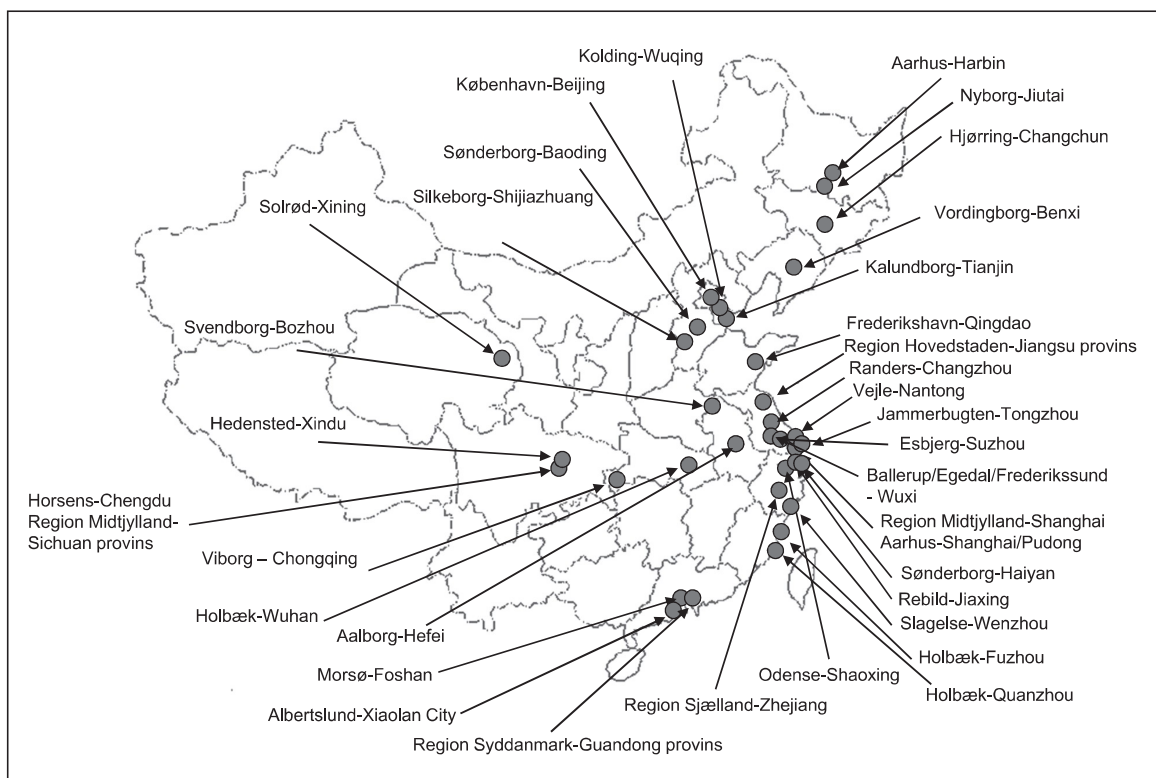 Kolding-Wuqing
København-Beijing
Sønderborg-Baoding
Silkeborg-Shijiazhuang
Solrød-Xining
Svendborg-Bozhou
Hedensted-Xindu
Horsens-Chengdu
Region Midtjylland-
Sichuan provins
Viborg – Chongqing
Holbæk-Wuhan
Aalborg-Hefei
Morsø-Foshan
Albertslund-Xiaolan City
Region Syddanmark-Guandong provins
Aarhus-Harbin
Nyborg-Jiutai
Hjørring-Changchun
Vordingborg-Benxi
Kalundborg-Tianjin
Frederikshavn-Qingdao
Region Hovedstaden-Jiangsu provins
Randers-Changzhou
Vejle-Nantong
Jammerbugten-Tongzhou
Esbjerg-Suzhou
Ballerup/Egedal/Frederikssund
- Wuxi
Region Midtjylland-Shanghai
Aarhus-Shanghai/Pudong
Sønderborg-Haiyan
Rebild-Jiaxing
Slagelse-Wenzhou
Holbæk-Fuzhou
Odense-Shaoxing
Holbæk-Quanzhou
Region Sjælland-Zhejiang